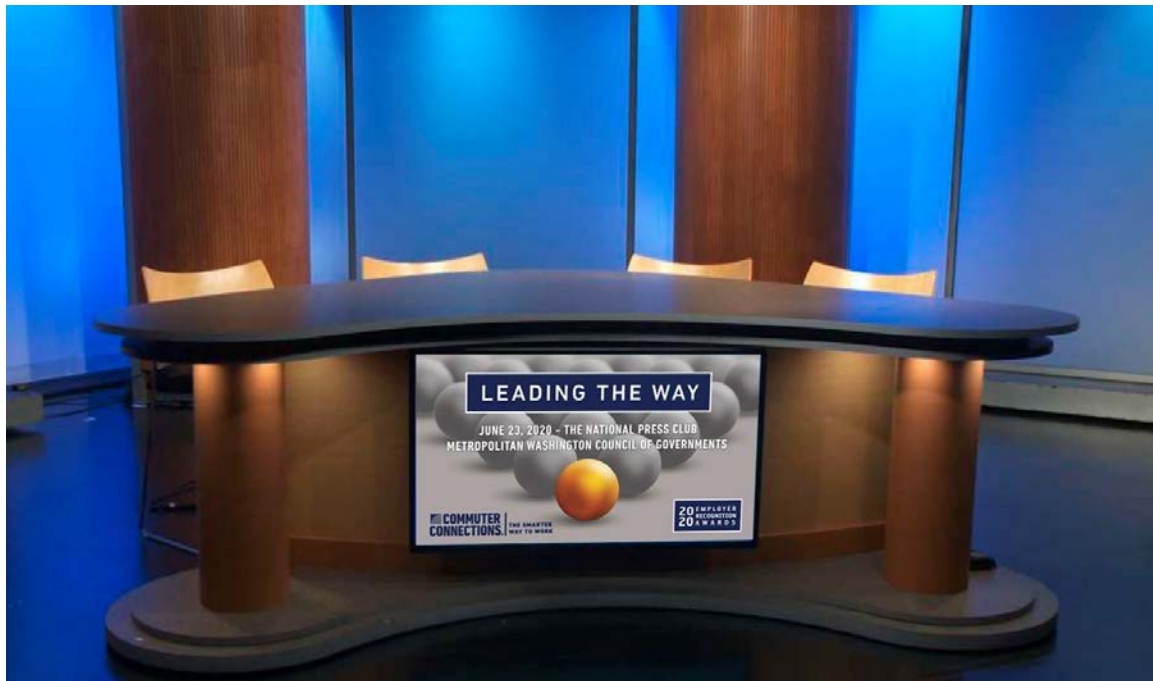 LEADING THE WAY
JUNE 23, 2020 – THE NATIONAL PRESS CLUB
METROPOLITAN WASHINGTON COUNCIL OF GOVERNMENTS
COMMUTER
CONNECTIONS.
THE SMARTER
WAY TO WORK
20
20
EMPLOYER
RECOGNITION
AWARDS